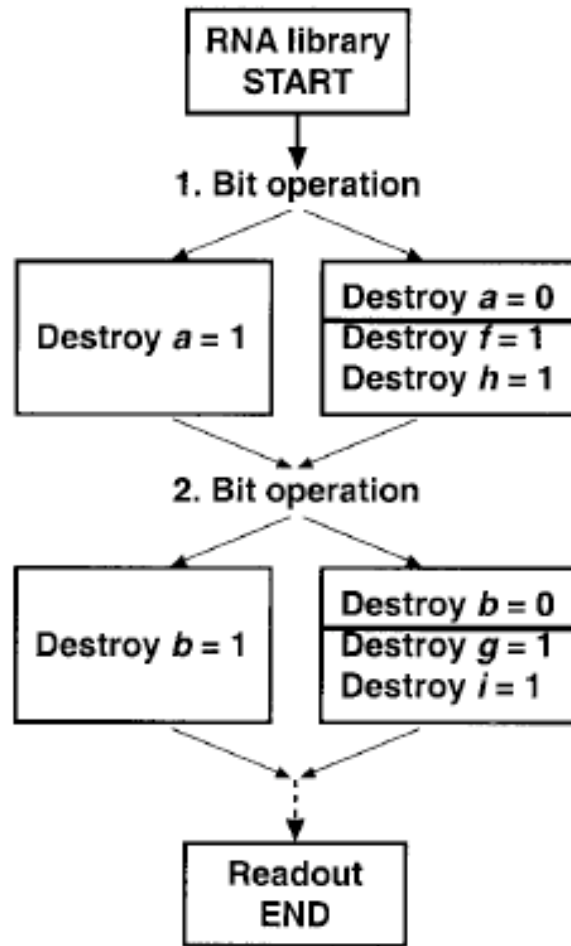 RNA library
START
1. Bit operation
Destroy a = 1
Destroy a = 0
Destroy f = 1
Destroy h = 1
2. Bit operation
Destroy b = 1
Destroy b = 0
Destroy g = 1
Destroy i = 1
Readout
END